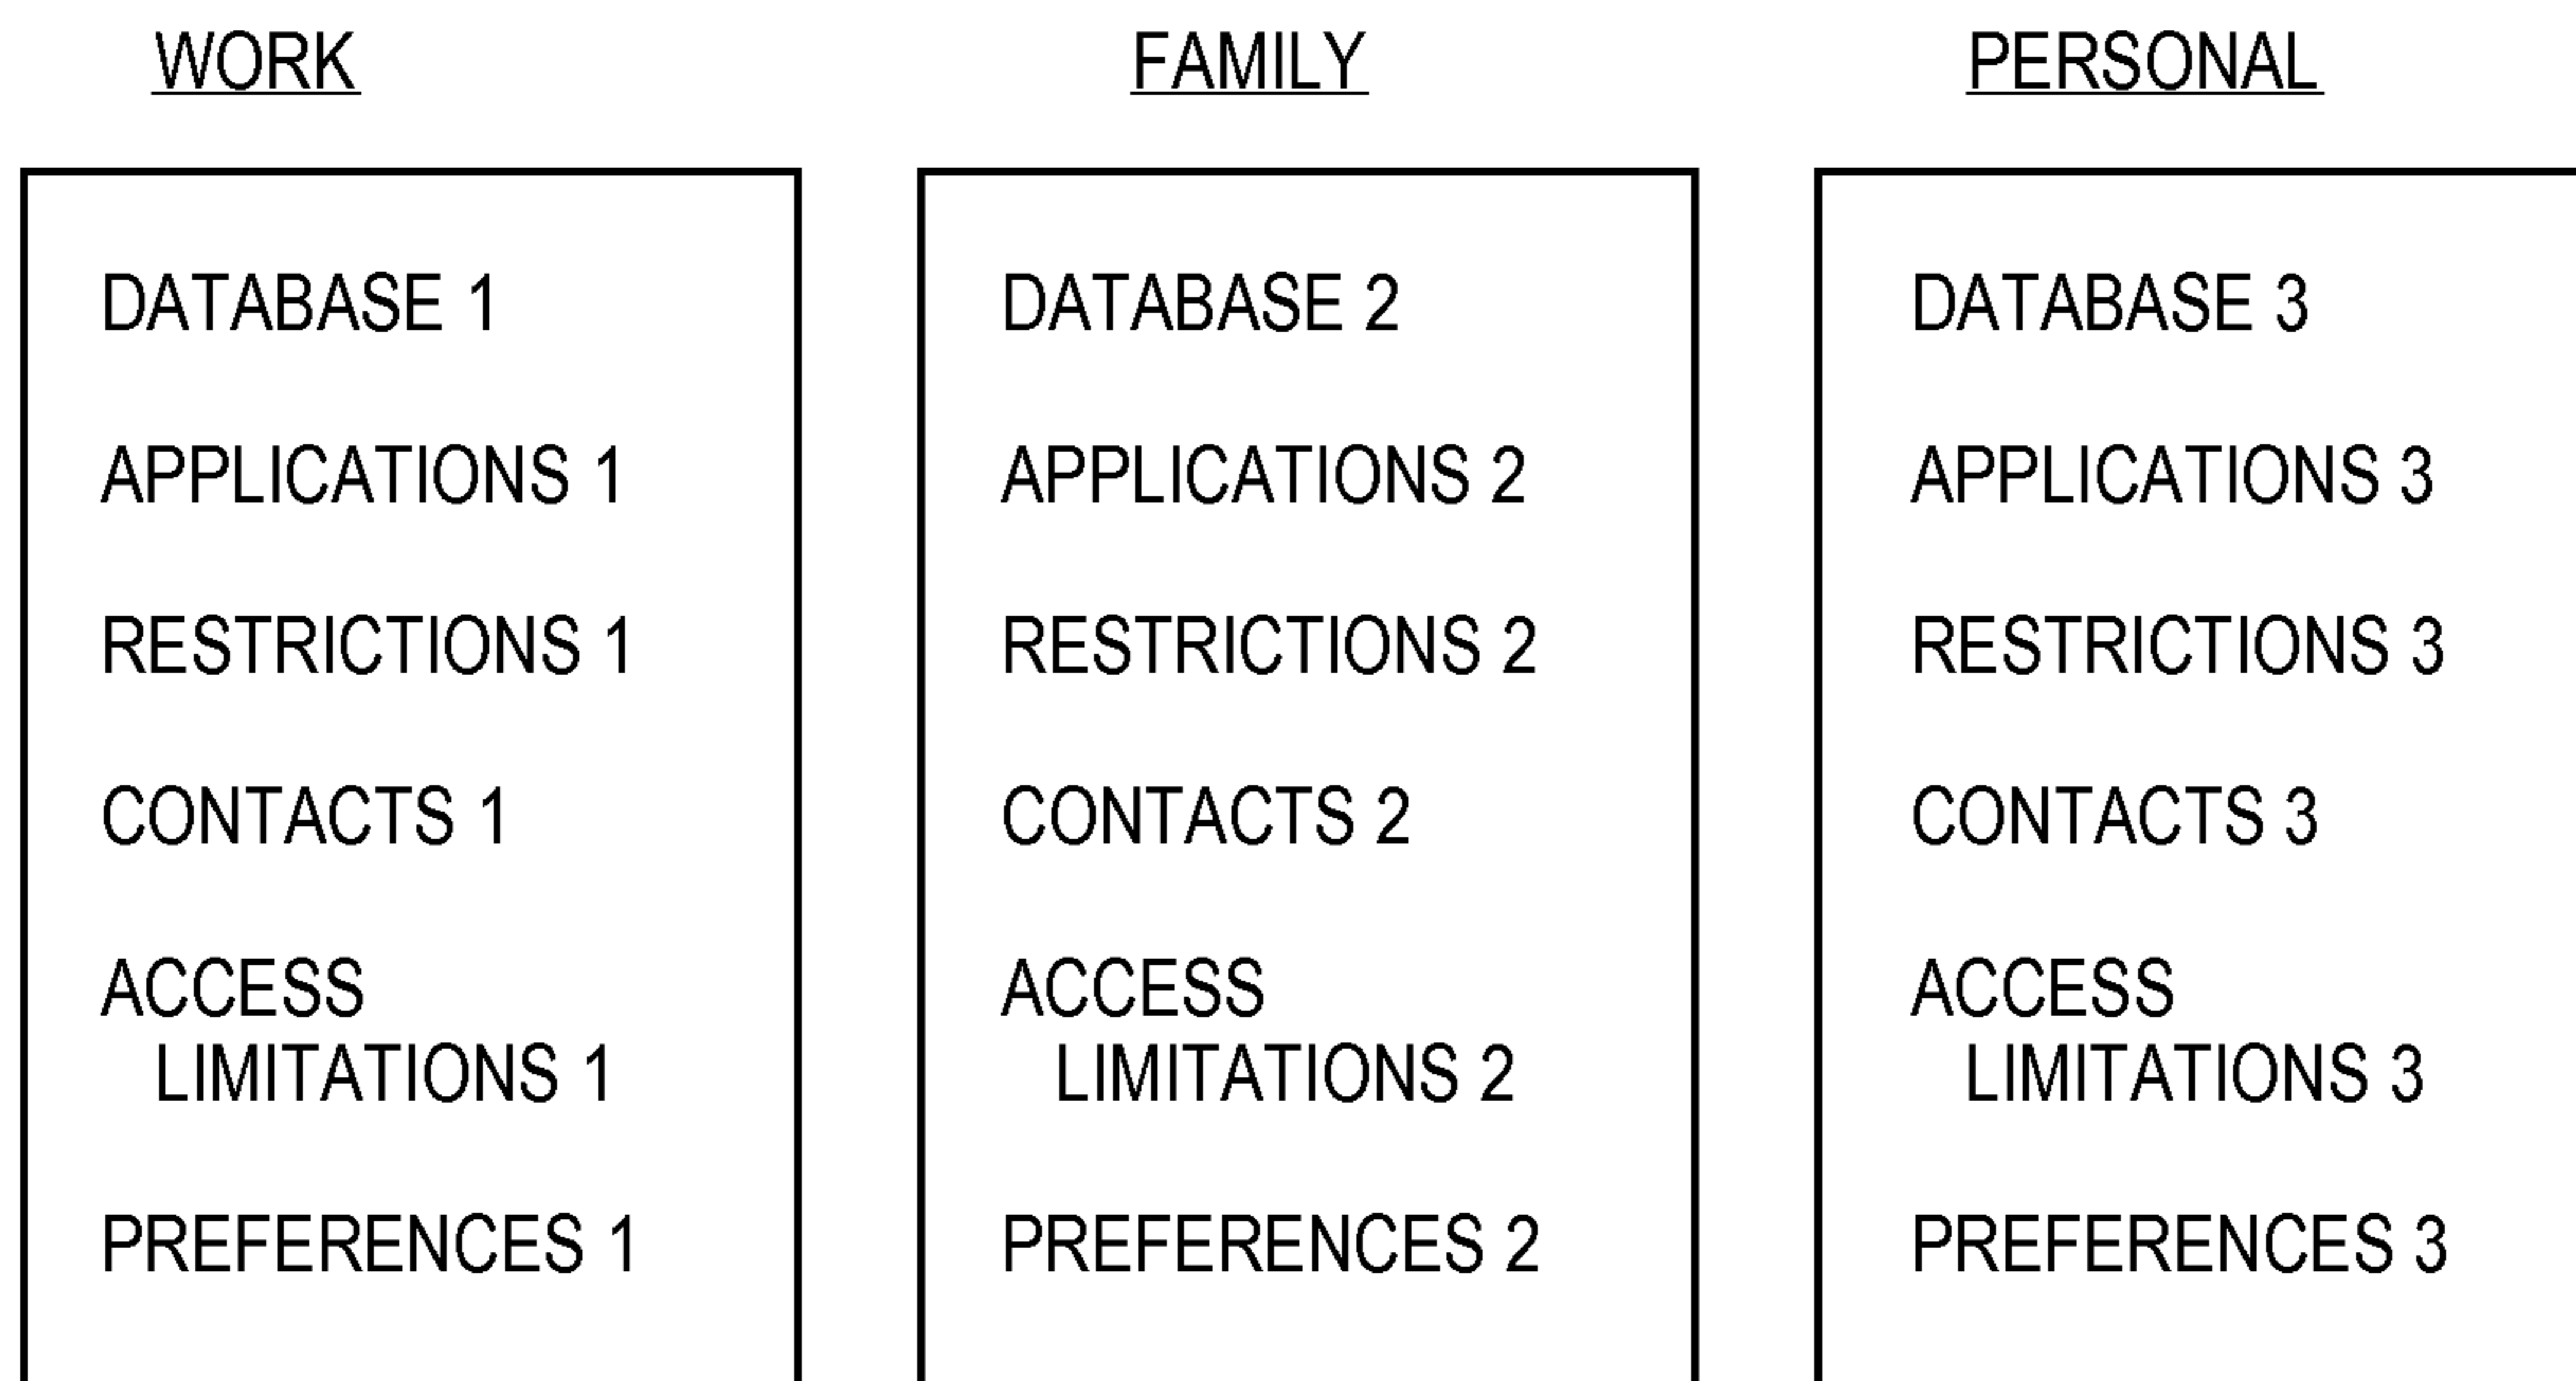 WORK
DATABASE 1
APPLICATIONS 1
RESTRICTIONS 1
CONTACTS 1
ACCESS
LIMITATIONS 1
PREFERENCES 1
FAMILY
DATABASE 2
APPLICATIONS 2
RESTRICTIONS 2
CONTACTS 2
ACCESS
LIMITATIONS 2
PREFERENCES 2
PERSONAL
DATABASE 3
APPLICATIONS 3
RESTRICTIONS 3
CONTACTS 3
ACCESS
LIMITATIONS 3
PREFERENCES 3